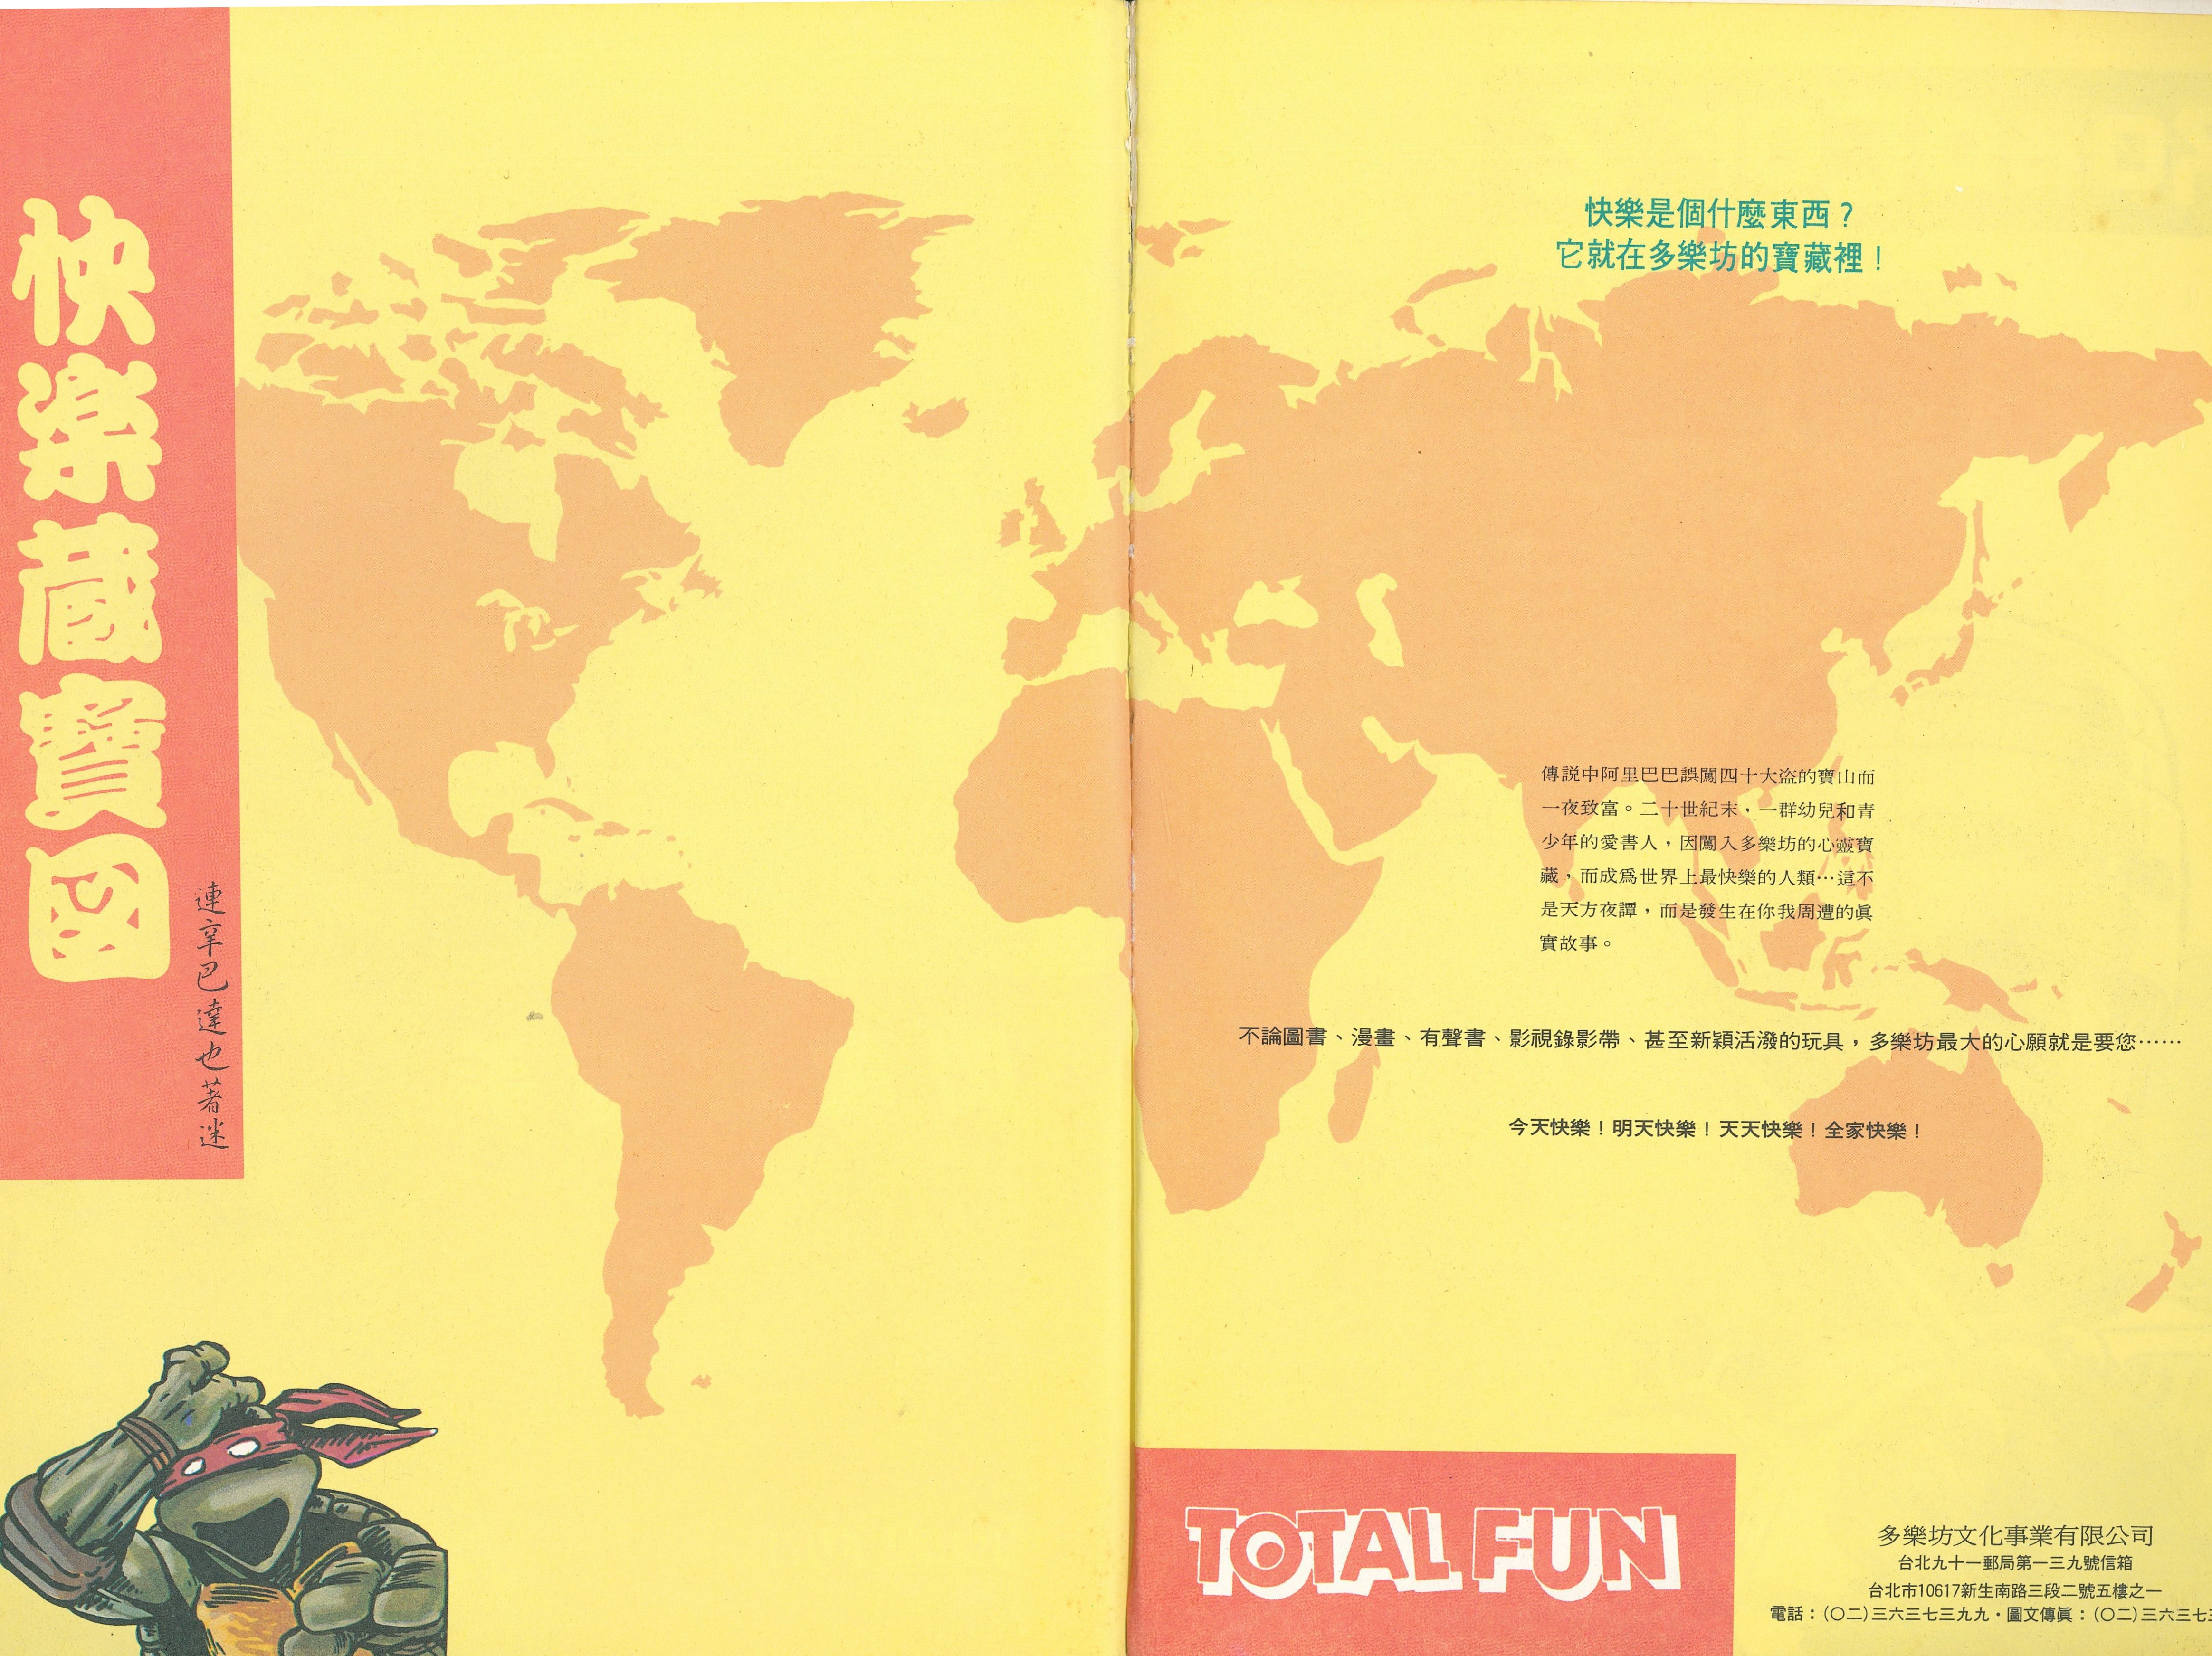 快樂藏寶圖
連辛巴達也著迷
快樂是個什麼東西？
它就在多樂坊的寶藏裡！
傳説中阿里巴巴誤闖四十大盜的寶山而
一夜致富。二十世紀末，一群幼兒和青
少年的愛書人，因闖入多樂坊的心靈寶
藏，而成爲世界上最快樂的人類⋯這不
是天方夜譚，而是發生在你我周遭的眞
實故事。
不論圖書、漫畫、有聲書、影視錄影帶、甚至新穎活潑的玩具，多樂坊最大的心願就是要您⋯⋯
今天快樂！明天快樂！天天快樂！全家快樂！
TOTAL FUN
多樂坊文化事業有限公司
台北九十一郵局第一三九號信箱
台北市10617新生南路三段二號五樓之一
電話：(〇二)三六三七三九九・圖文傳眞：(〇二)三六三七三